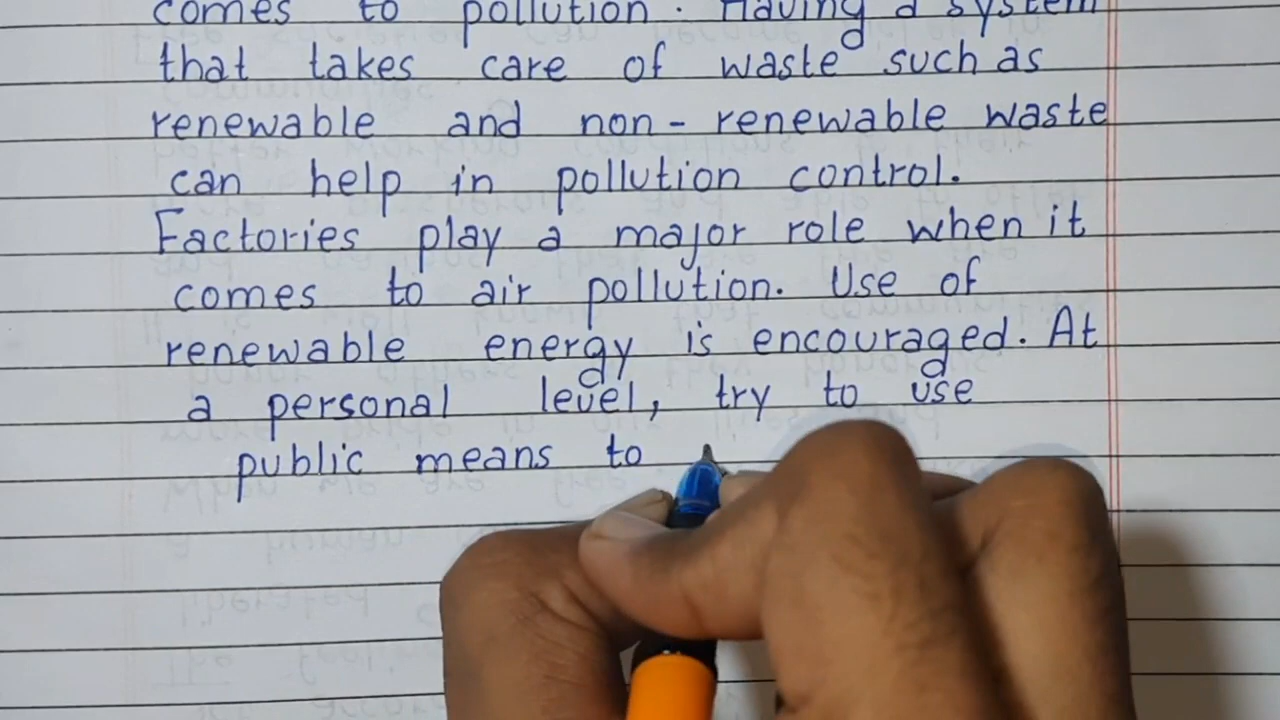 comes to pollution. Having a system
that takes care of waste such as
renewable and non-renewable waste
can help in pollution control.
Factories play a major role when it
comes to air pollution. Use of
renewable energy is encouraged. At
a personal level, try to use
public means to